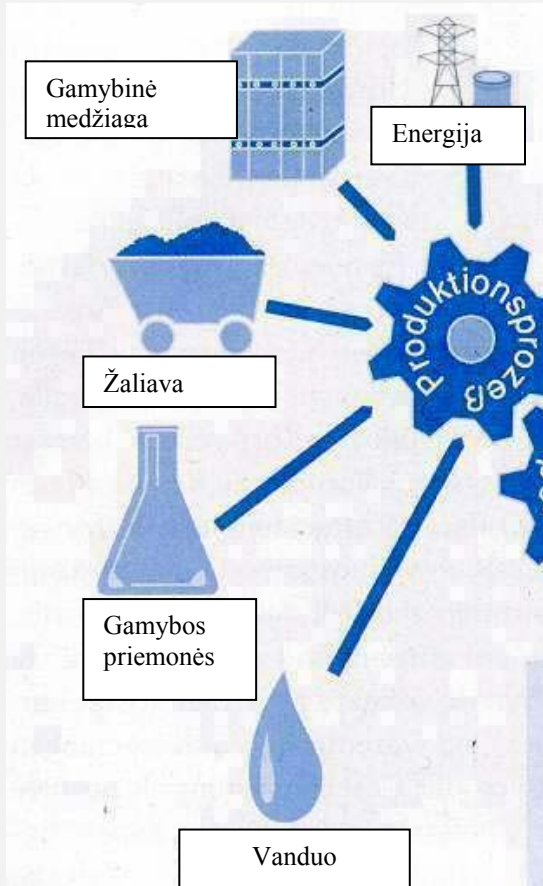 Gamybinė
medžiaga
Energija
Produktionsprozeß
Žaliava
Gamybos
priemonės
Vanduo